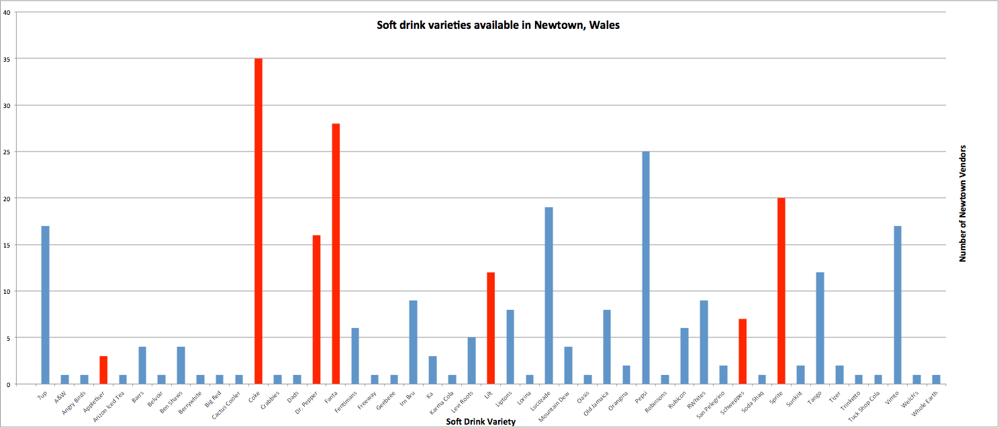 Soft drink varieties available in Newtown, Wales
40
35
30
25
20
15
10
5
0
Number of Newtown Vendors
7up
A&W
Angry Birds
Appletiser
Arizon Iced Tea
Barrs
Belvoir
Ben Shaws
Berrywhite
Big Red
Cactus Cooler
Coke
Crabbies
Dads
Dr. Pepper
Fanta
Fentimans
Freeway
Geebeee
Irn Bru
Ka
Karma Cola
Levi Roots
Lilt
Liptons
Lorina
Lucozade
Mountain Dew
Oasis
Old Jamaica
Orangina
Pepsi
Robinsons
Rubicon
RWhites
San Pelegrino
Schweppes
Soda Shaq
Sprite
Sunkist
Tango
Tizer
Trinketto
Tuck Shop Cola
Vimto
Welch's
Whole Earth
Soft Drink Variety